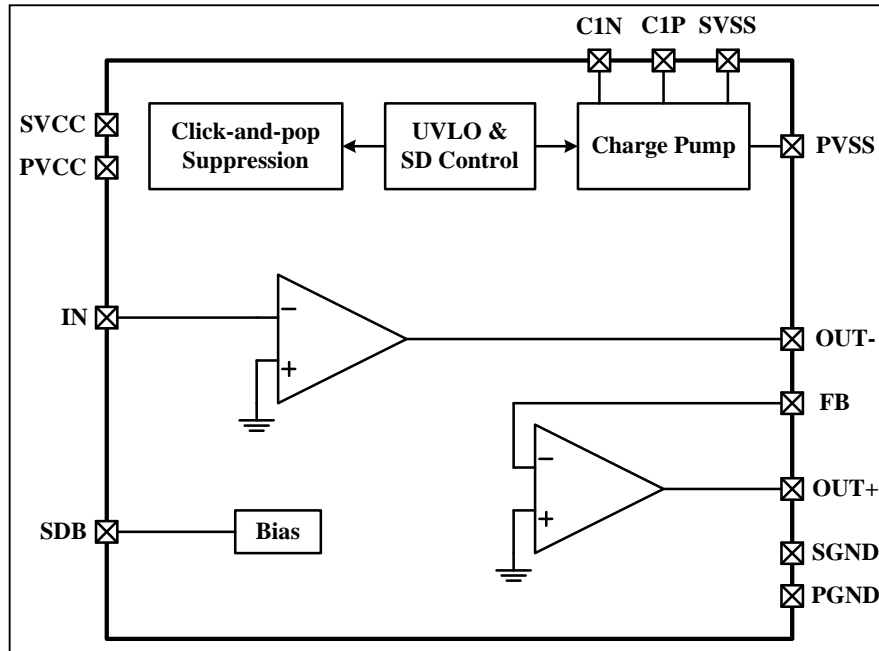 C1N C1P SVSS
SVCC
PVCC
Click-and-pop
Suppression
UVLO &
SD Control
Charge Pump
PVSS
IN
−
+
OUT-
FB
−
+
OUT+
SDB
Bias
SGND
PGND